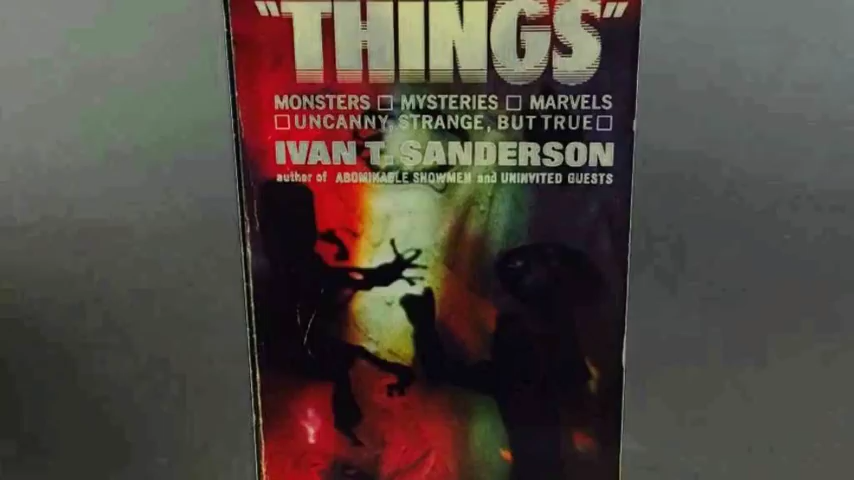 "THINGS"
MONSTERS □ MYSTERIES □ MARVELS
□ UNCANNY, STRANGE, BUT TRUE □
IVAN T. SANDERSON
author of ABOMINABLE SNOWMEN and UNINVITED GUESTS